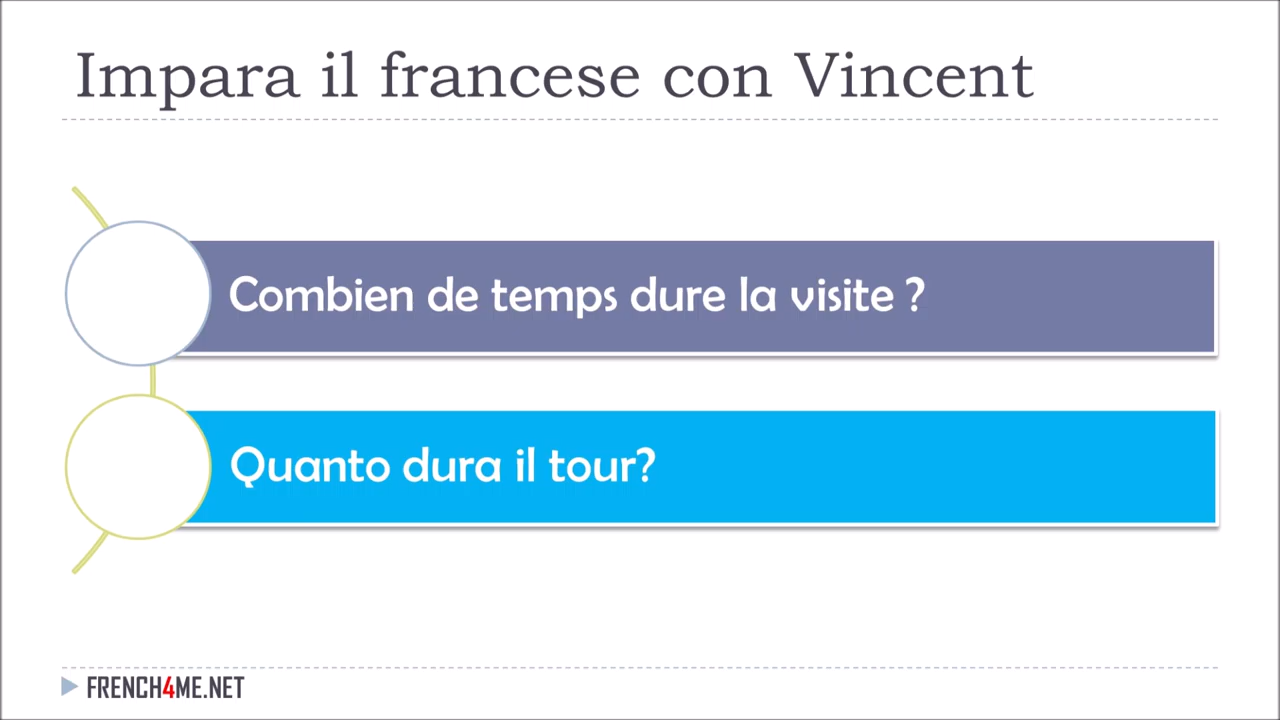 Impara il francese con Vincent
Combien de temps dure la visite ?
Quanto dura il tour?
FRENCH4ME.NET